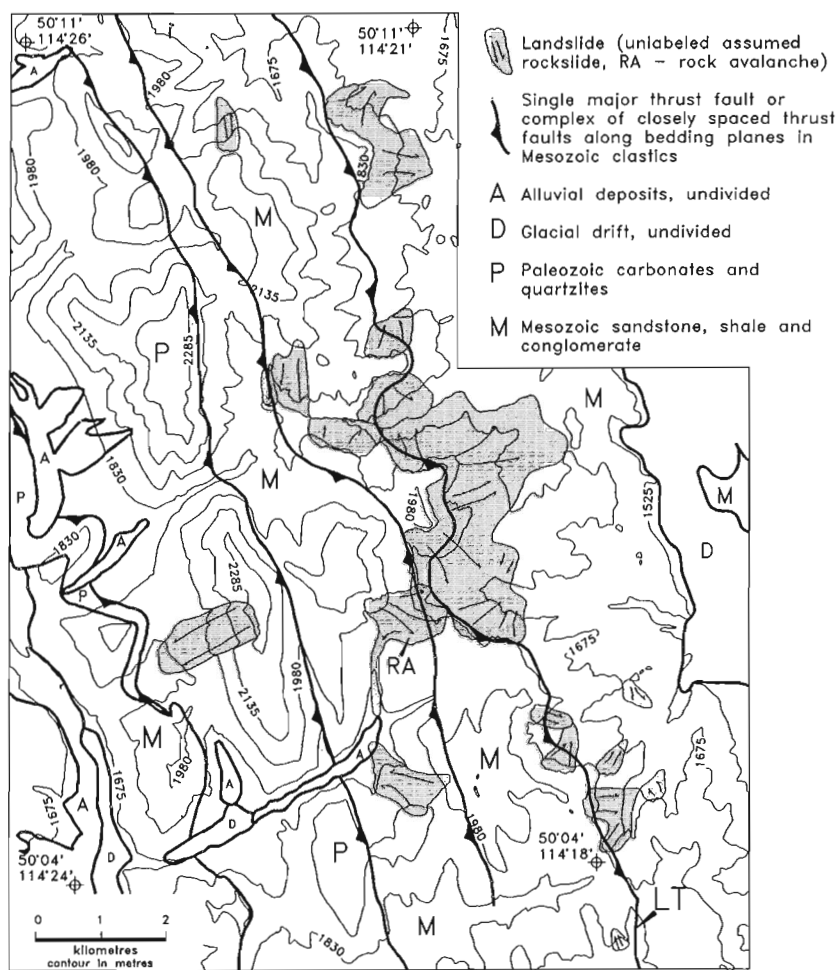 50°11'
114°26'
50°11'
114°21'
1675
A
1980
1675
1980
1980
1830
M
2135
2135
2285
P
M
M
1830
A
P
1830
A
P
1980
2285
1525
M
D
RA
1980
2135
1675
M
1980
M
1675
1675
A
A
1675
D
A
D
P
1980
50°04'
114°24'
50°04'
114°18'
LT
M
1830
0 1 2
kilometres
contour in metres
Landslide (unlabeled assumed
rockslide, RA – rock avalanche)
Single major thrust fault or
complex of closely spaced thrust
faults along bedding planes in
Mesozoic clastics
A Alluvial deposits, undivided
D Glacial drift, undivided
P Paleozoic carbonates and
quartzites
M Mesozoic sandstone, shale and
conglomerate